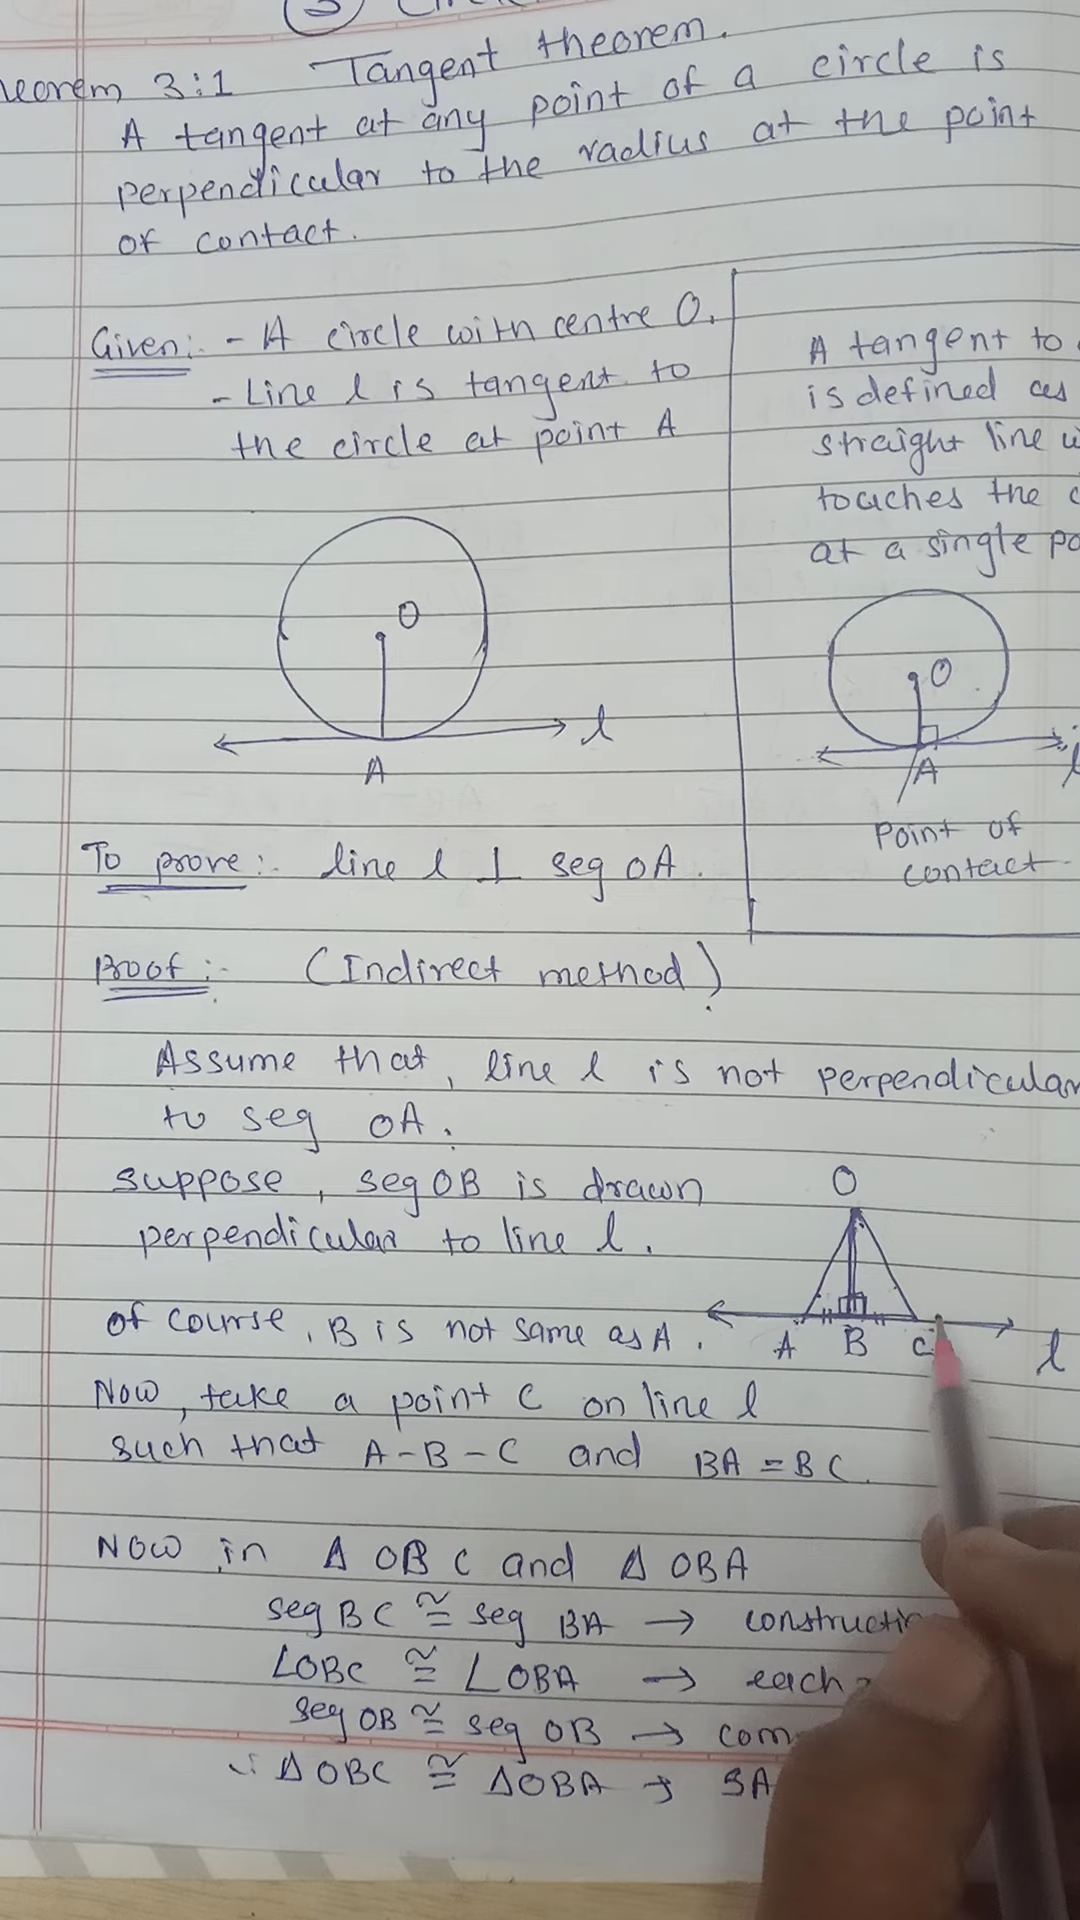 3:1 Tangent theorem.
A tangent at any point of a circle is
perpendicular to the radius at the point
of contact.
Given:- - A circle with centre O.
- Line l is tangent to
the circle at point A
O
l
A
A tangent to
is defined as
straight line
touches the
at a single
O
A
Point of
contact
To prove:- line l ⊥ seg OA.
Proof:- (Indirect method)
Assume that, line l is not perpendicular
to seg OA.
suppose, seg OB is drawn
perpendicular to line l.
O
of course, B is not same as A.
A B C l
Now, take a point C on line l
such that A-B-C and BA = BC.
Now in Δ OBC and Δ OBA
seg BC ≅ seg BA →
∠OBC ≅ ∠OBA → each
seg OB ≅ seg OB →
∴ ΔOBC ≅ ΔOBA →